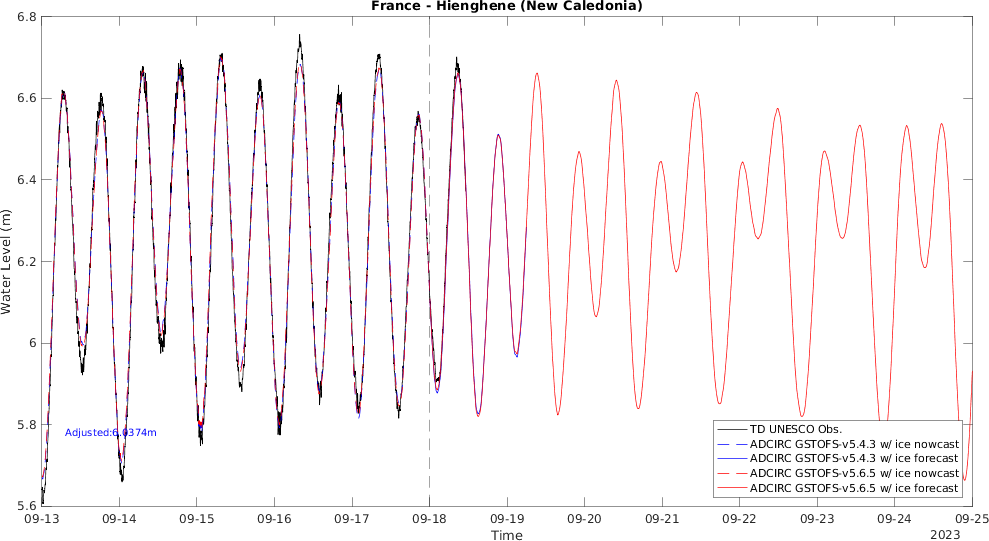 France - Hienghene (New Caledonia)
6.8
6.6
6.4
6.2
6
5.8
5.6
Water Level (m)
Adjusted:6.0374m
TD UNESCO Obs.
ADCIRC GSTOFS-v5.4.3 w/ ice nowcast
ADCIRC GSTOFS-v5.4.3 w/ ice forecast
ADCIRC GSTOFS-v5.6.5 w/ ice nowcast
ADCIRC GSTOFS-v5.6.5 w/ ice forecast
09-13 09-14 09-15 09-16 09-17 09-18 09-19 09-20 09-21 09-22 09-23 09-24 09-25
Time
2023